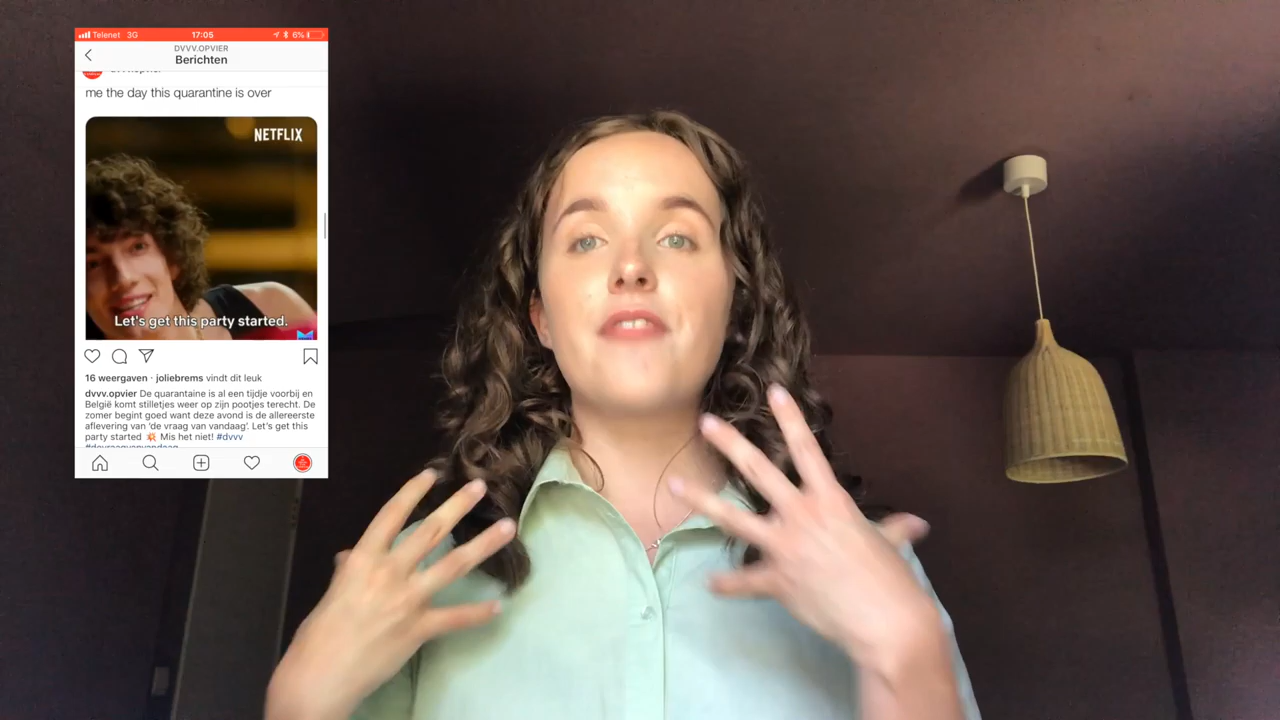 Telenet 3G 17:05 6%
DVVV.OPVIER
Berichten
me the day this quarantine is over
NETFLIX
Let's get this party started.
16 weergaven · joliebrems vindt dit leuk
dvvv.opvier De quarantaine is al een tijdje voorbij en
België komt stilletjes weer op zijn pootjes terecht. De
zomer begint goed want deze avond is de allereerste
aflevering van 'de vraag van vandaag'. Let's get this
party started 💥 Mis het niet! #dvvv